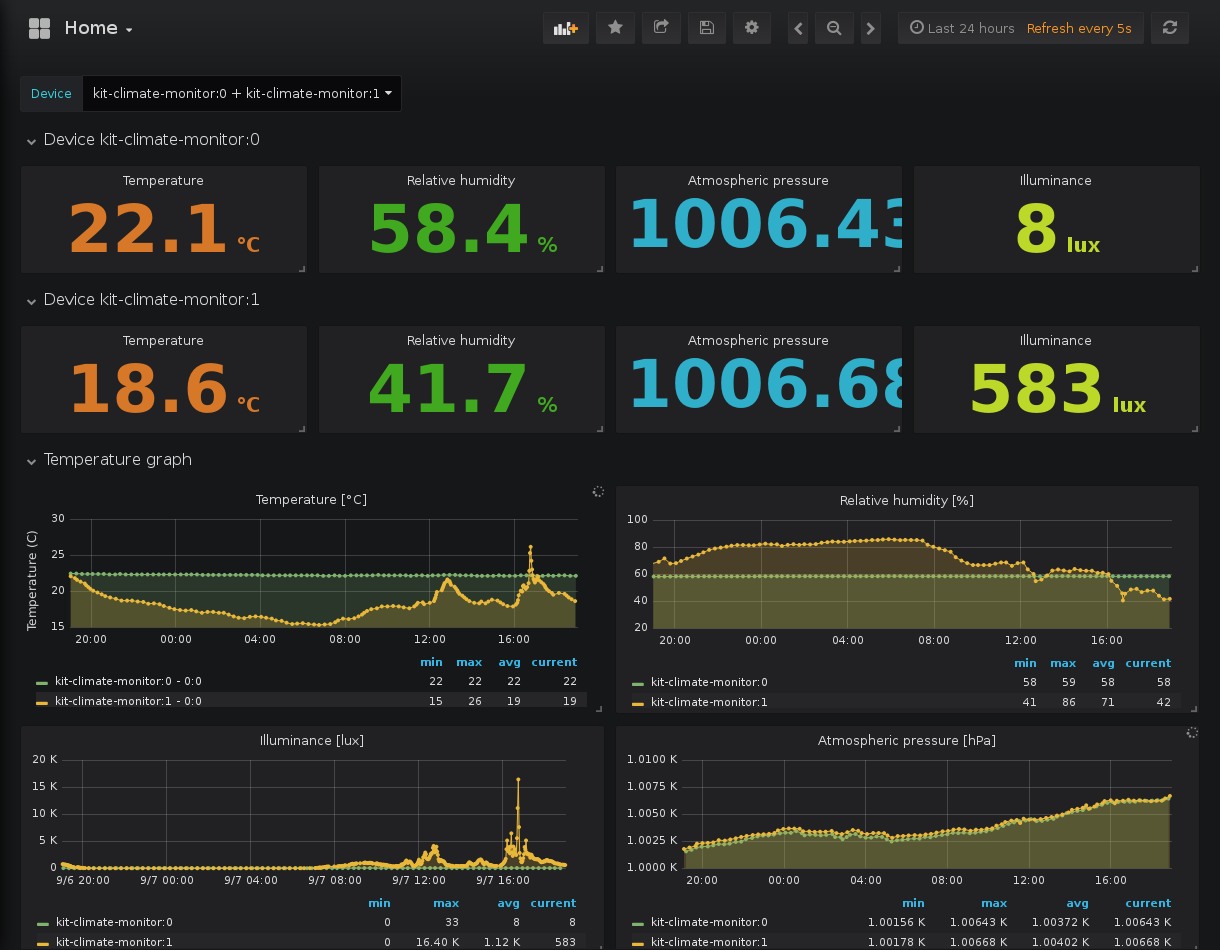 Home
Last 24 hours Refresh every 5s
Device kit-climate-monitor:0 + kit-climate-monitor:1
Device kit-climate-monitor:0
Temperature Relative humidity Atmospheric pressure Illuminance
22.1 °C 58.4 % 1006.43 8 lux
Device kit-climate-monitor:1
Temperature Relative humidity Atmospheric pressure Illuminance
18.6 °C 41.7 % 1006.68 583 lux
Temperature graph
Temperature [°C]
Temperature (C)
30
25
20
15
20:00 00:00 04:00 08:00 12:00 16:00
min max avg current
kit-climate-monitor:0 - 0:0 22 22 22 22
kit-climate-monitor:1 - 0:0 15 26 19 19
Relative humidity [%]
100
80
60
40
20
20:00 00:00 04:00 08:00 12:00 16:00
min max avg current
kit-climate-monitor:0 58 59 58 58
kit-climate-monitor:1 41 86 71 42
Illuminance [lux]
20 K
15 K
10 K
5 K
0
9/6 20:00 9/7 00:00 9/7 04:00 9/7 08:00 9/7 12:00 9/7 16:00
min max avg current
kit-climate-monitor:0 0 33 8 8
kit-climate-monitor:1 0 16.40 K 1.12 K 583
Atmospheric pressure [hPa]
1.0100 K
1.0075 K
1.0050 K
1.0025 K
1.0000 K
20:00 00:00 04:00 08:00 12:00 16:00
min max avg current
kit-climate-monitor:0 1.00156 K 1.00643 K 1.00372 K 1.00643 K
kit-climate-monitor:1 1.00178 K 1.00668 K 1.00402 K 1.00668 K